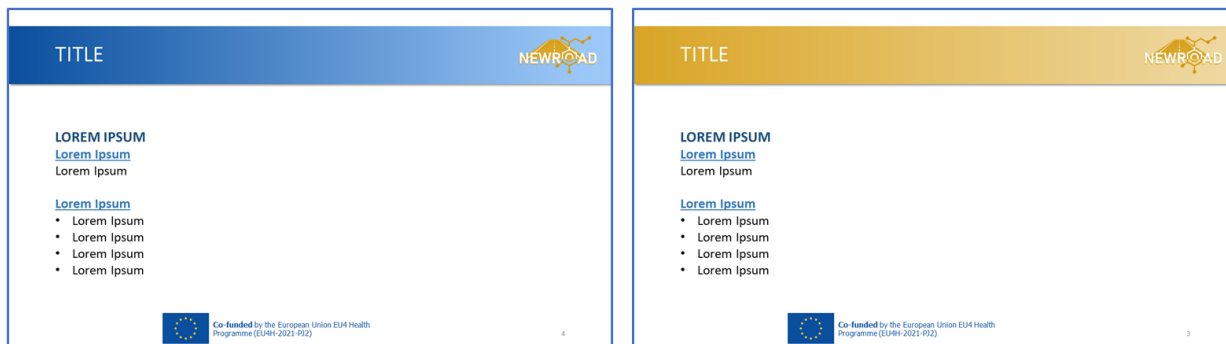 TITLE
NEWROAD
LOREM IPSUM
Lorem Ipsum
Lorem Ipsum
Lorem Ipsum
• Lorem Ipsum
• Lorem Ipsum
• Lorem Ipsum
• Lorem Ipsum
Co-funded by the European Union EU4 Health
Programme (EU4H-2021-PJ2)
4
TITLE
NEWROAD
LOREM IPSUM
Lorem Ipsum
Lorem Ipsum
Lorem Ipsum
• Lorem Ipsum
• Lorem Ipsum
• Lorem Ipsum
• Lorem Ipsum
Co-funded by the European Union EU4 Health
Programme (EU4H-2021-PJ2)
3